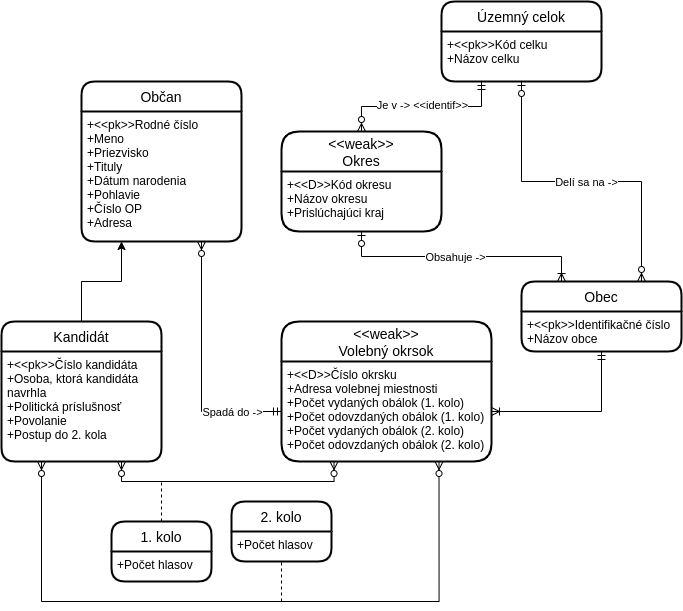 Územný celok
+<<pk>>Kód celku
+Názov celku
Občan
+<<pk>>Rodné číslo
+Meno
+Priezvisko
+Tituly
+Dátum narodenia
+Pohlavie
+Číslo OP
+Adresa
Je v -> <<identif>>
<<weak>>
Okres
+<<D>>Kód okresu
+Názov okresu
+Prislúchajúci kraj
Delí sa na ->
Obsahuje ->
Obec
+<<pk>>Identifikačné číslo
+Názov obce
Kandidát
+<<pk>>Číslo kandidáta
+Osoba, ktorá kandidáta
navrhla
+Politická príslušnosť
+Povolanie
+Postup do 2. kola
Spadá do ->
<<weak>>
Volebný okrsok
+<<D>>Číslo okrsku
+Adresa volebnej miestnosti
+Počet vydaných obálok (1. kolo)
+Počet odovzdaných obálok (1. kolo)
+Počet vydaných obálok (2. kolo)
+Počet odovzdaných obálok (2. kolo)
1. kolo
+Počet hlasov
2. kolo
+Počet hlasov